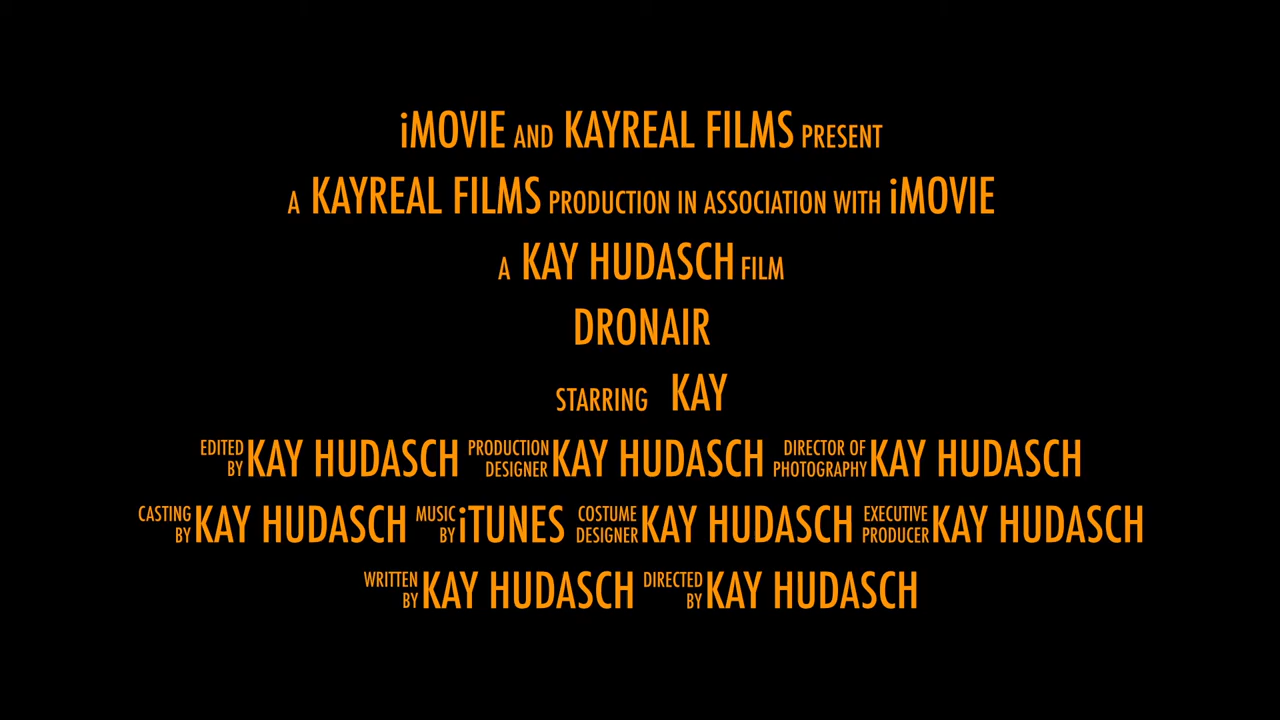 iMOVIE AND KAYREAL FILMS PRESENT
A KAYREAL FILMS PRODUCTION IN ASSOCIATION WITH iMOVIE
A KAY HUDASCH FILM
DRONAIR
STARRING KAY
EDITED BY KAY HUDASCH PRODUCTION DESIGNER KAY HUDASCH DIRECTOR OF PHOTOGRAPHY KAY HUDASCH
CASTING BY KAY HUDASCH MUSIC BY iTUNES COSTUME DESIGNER KAY HUDASCH EXECUTIVE PRODUCER KAY HUDASCH
WRITTEN BY KAY HUDASCH DIRECTED BY KAY HUDASCH